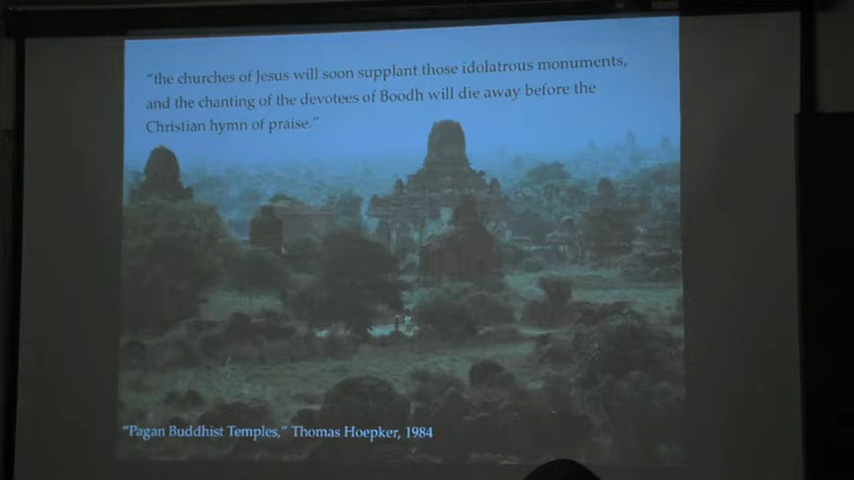 “the churches of Jesus will soon supplant those idolatrous monuments,
and the chanting of the devotees of Boodh will die away before the
Christian hymn of praise.”
“Pagan Buddhist Temples,” Thomas Hoepker, 1984